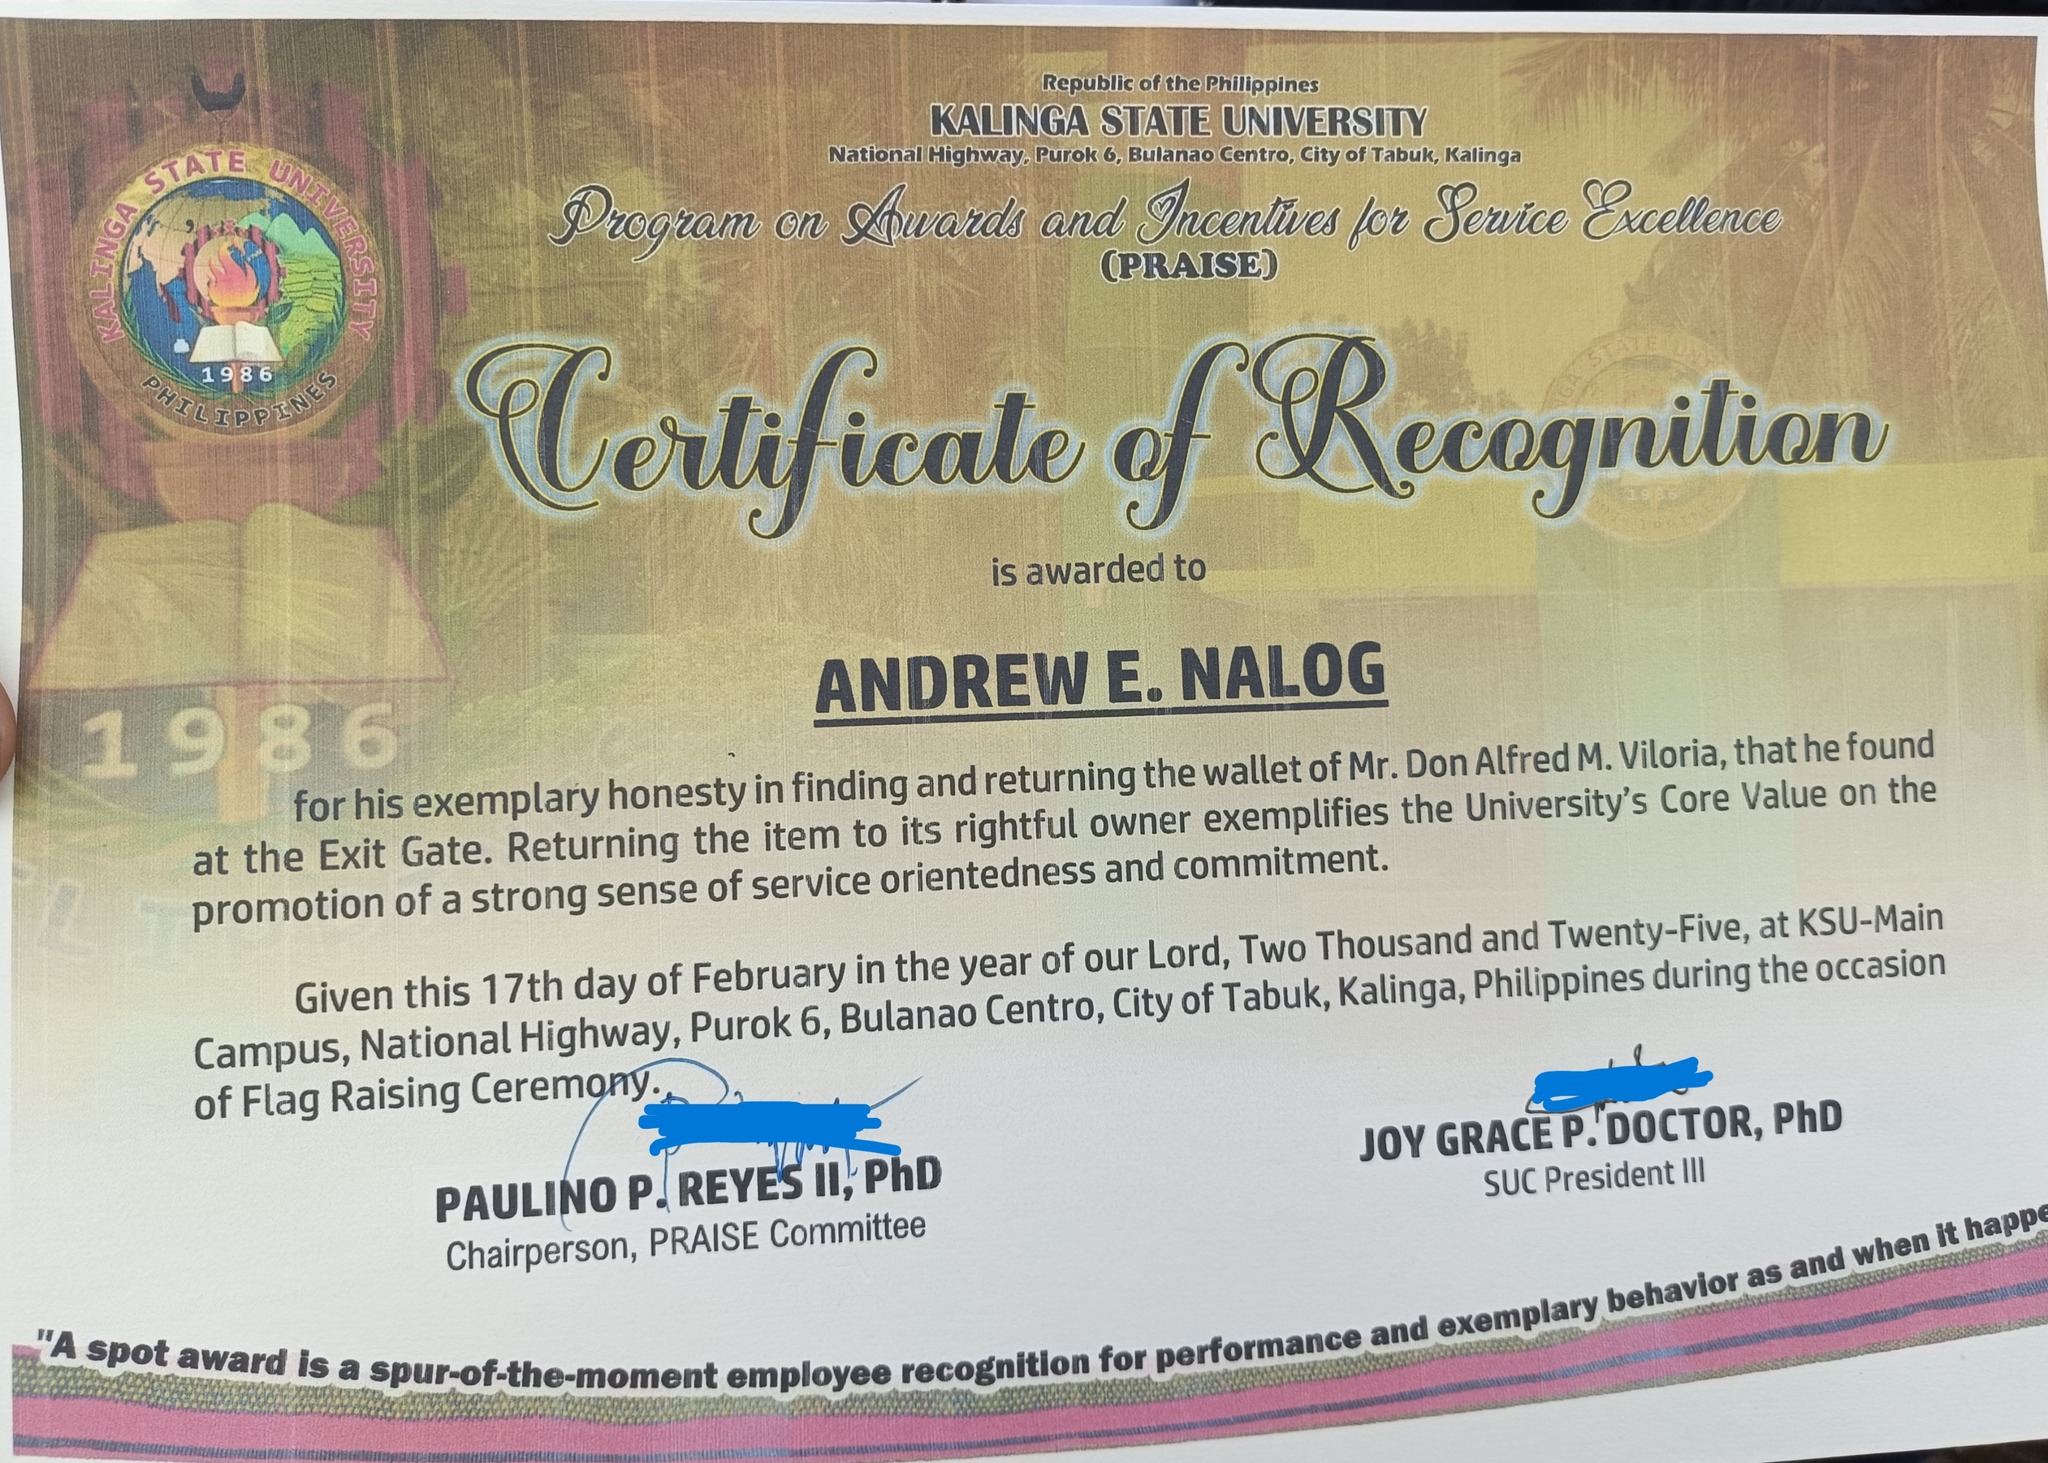 KALINGA STATE UNIVERSITY
1986
PHILIPPINES
Republic of the Philippines
KALINGA STATE UNIVERSITY
National Highway, Purok 6, Bulanao Centro, City of Tabuk, Kalinga
Program on Awards and Incentives for Service Excellence
(PRAISE)
Certificate of Recognition
is awarded to
ANDREW E. NALOG
1986
for his exemplary honesty in finding and returning the wallet of Mr. Don Alfred M. Viloria, that he found
at the Exit Gate. Returning the item to its rightful owner exemplifies the University's Core Value on the
promotion of a strong sense of service orientedness and commitment.
Given this 17th day of February in the year of our Lord, Two Thousand and Twenty-Five, at KSU-Main
Campus, National Highway, Purok 6, Bulanao Centro, City of Tabuk, Kalinga, Philippines during the occasion
of Flag Raising Ceremony.
PAULINO P. REYES II, PhD
Chairperson, PRAISE Committee
JOY GRACE P. DOCTOR, PhD
SUC President III
"A spot award is a spur-of-the-moment employee recognition for performance and exemplary behavior as and when it happe